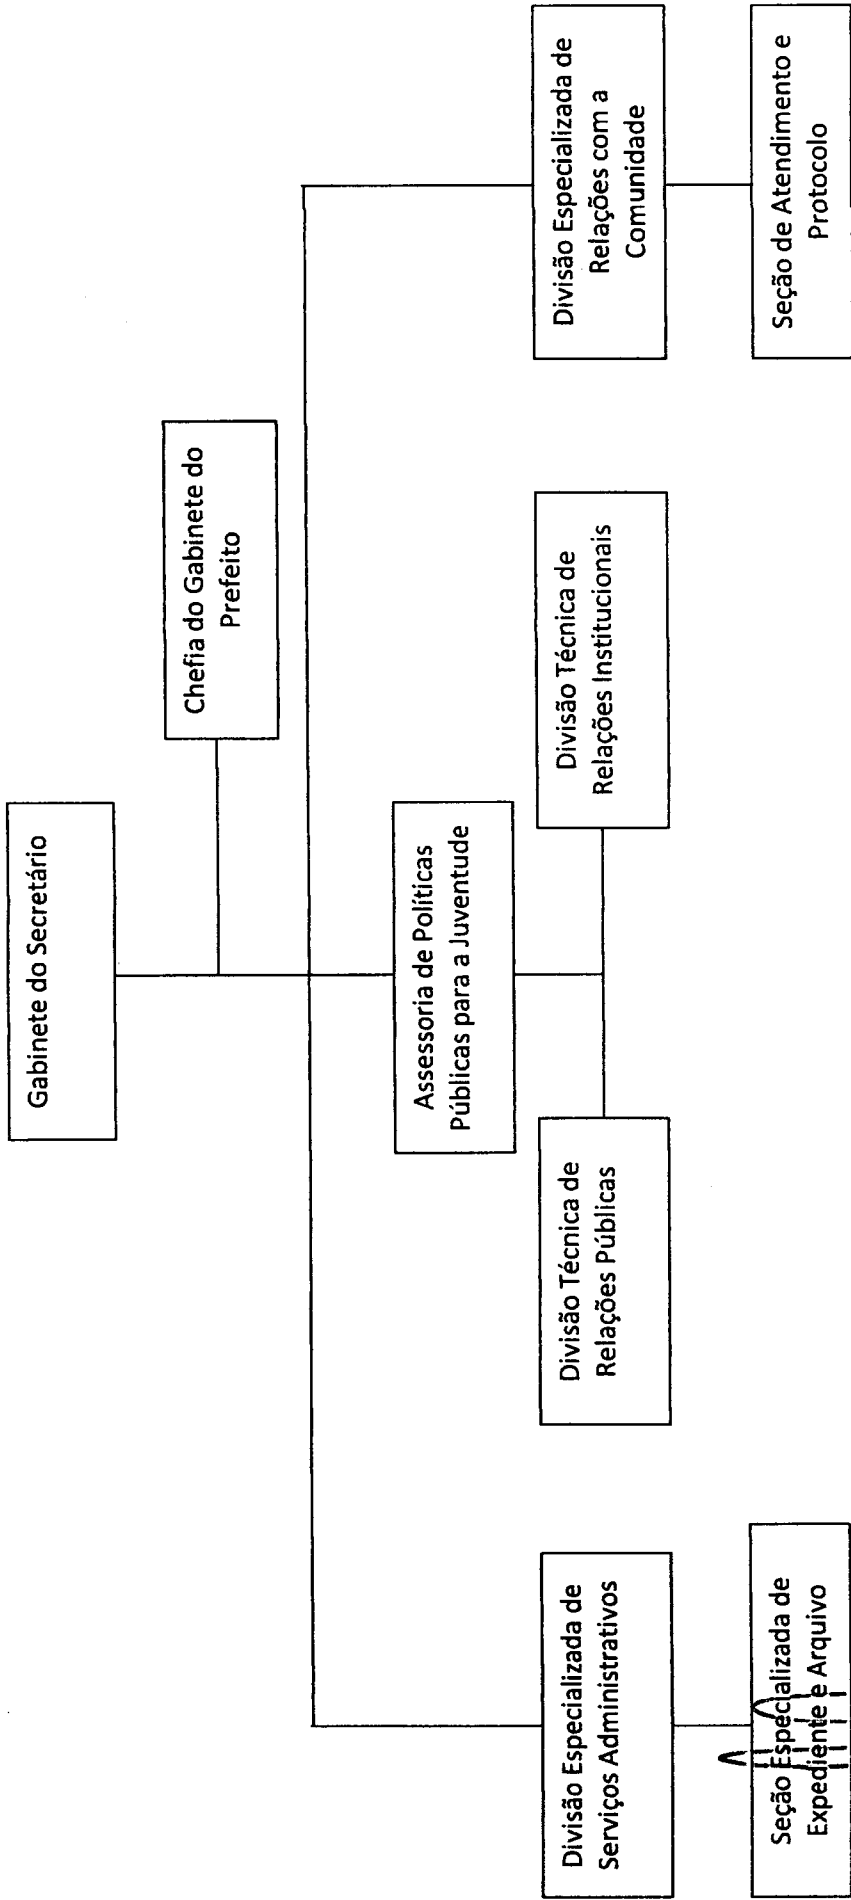 Gabinete do Secretário
Chefia do Gabinete do
Prefeito
Assessoria de Políticas
Públicas para a Juventude
Divisão Especializada de
Serviços Administrativos
Divisão Técnica de
Relações Públicas
Divisão Técnica de
Relações Institucionais
Divisão Especializada de
Relações com a
Comunidade
Seção Especializada de
Expediente e Arquivo
Seção de Atendimento e
Protocolo